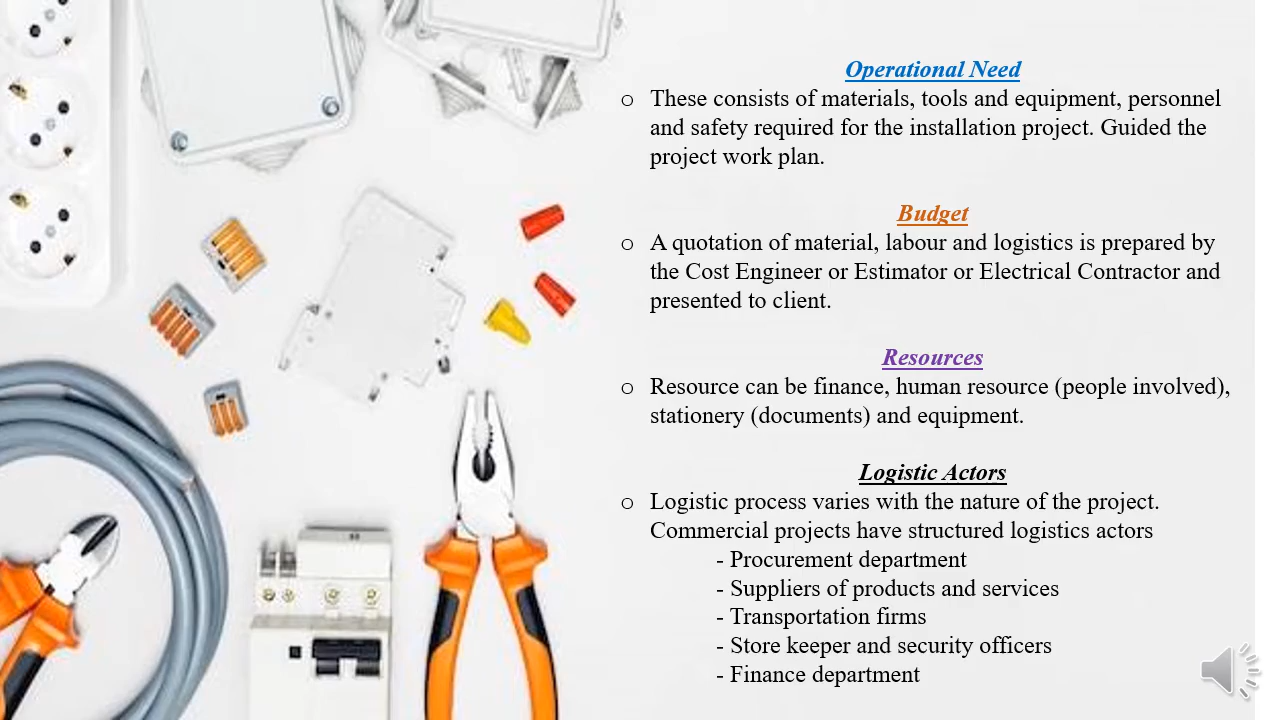 Operational Need
o These consists of materials, tools and equipment, personnel
and safety required for the installation project. Guided the
project work plan.
Budget
o A quotation of material, labour and logistics is prepared by
the Cost Engineer or Estimator or Electrical Contractor and
presented to client.
Resources
o Resource can be finance, human resource (people involved),
stationery (documents) and equipment.
Logistic Actors
o Logistic process varies with the nature of the project.
Commercial projects have structured logistics actors
- Procurement department
- Suppliers of products and services
- Transportation firms
- Store keeper and security officers
- Finance department